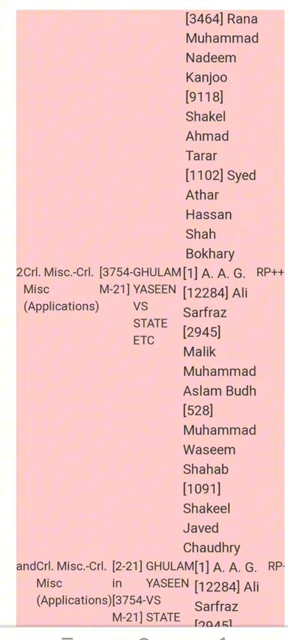 [3464] Rana
Muhammad
Nadeem
Kanjoo
[9118]
Shakel
Ahmad
Tarar
[1102] Syed
Athar
Hassan
Shah
Bokhary
2Crl. Misc.-Crl. [3754-GHULAM[1] A. A. G. RP++
Misc M-21] YASEEN [12284] Ali
(Applications) VS Sarfraz
STATE [2945]
ETC Malik
Muhammad
Aslam Budh
[528]
Muhammad
Waseem
Shahab
[1091]
Shakeel
Javed
Chaudhry
andCrl. Misc.-Crl. [2-21] GHULAM[1] A. A. G. RP-
Misc in YASEEN [12284] Ali
(Applications)[3754-VS Sarfraz
M-21] STATE [2945]